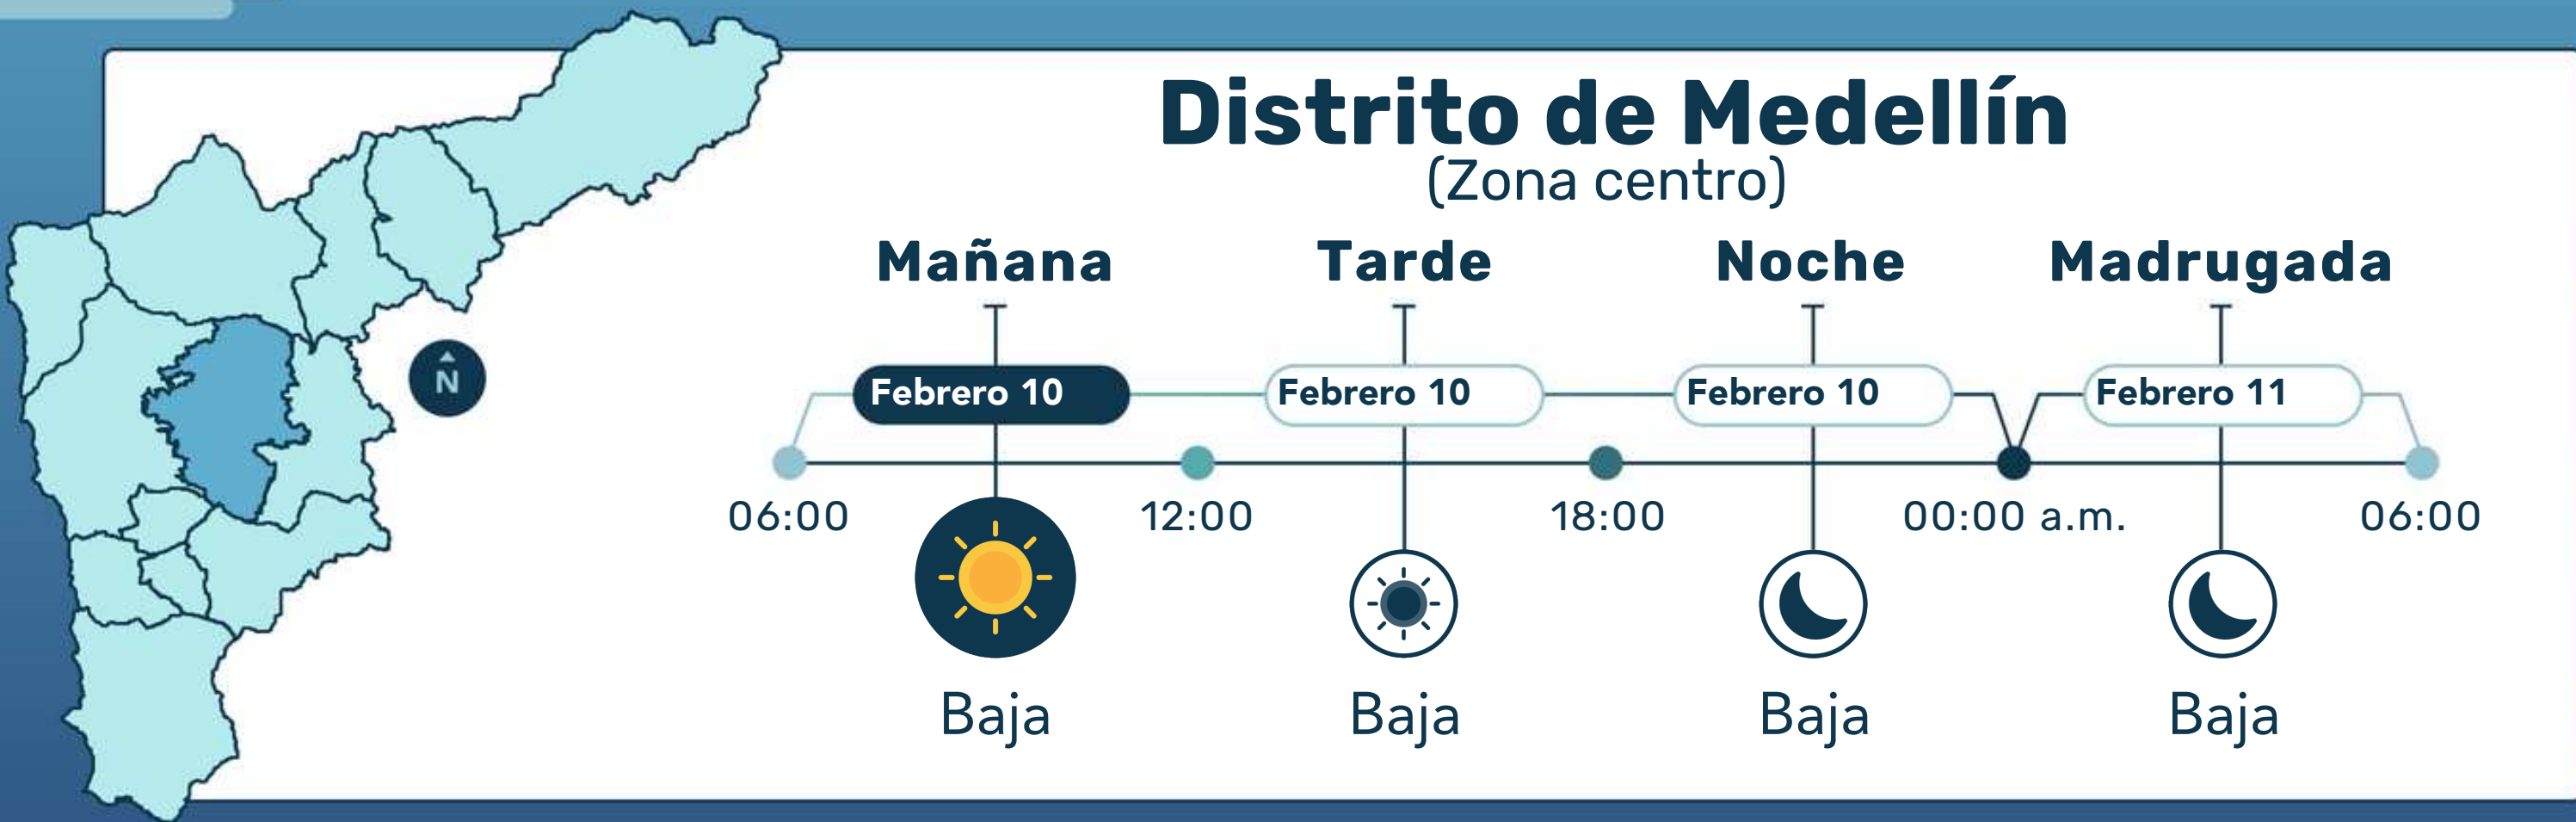 Distrito de Medellín
(Zona centro)
Mañana Tarde Noche Madrugada
Febrero 10 Febrero 10 Febrero 10 Febrero 11
N
06:00 12:00 18:00 00:00 a.m. 06:00
Baja Baja Baja Baja